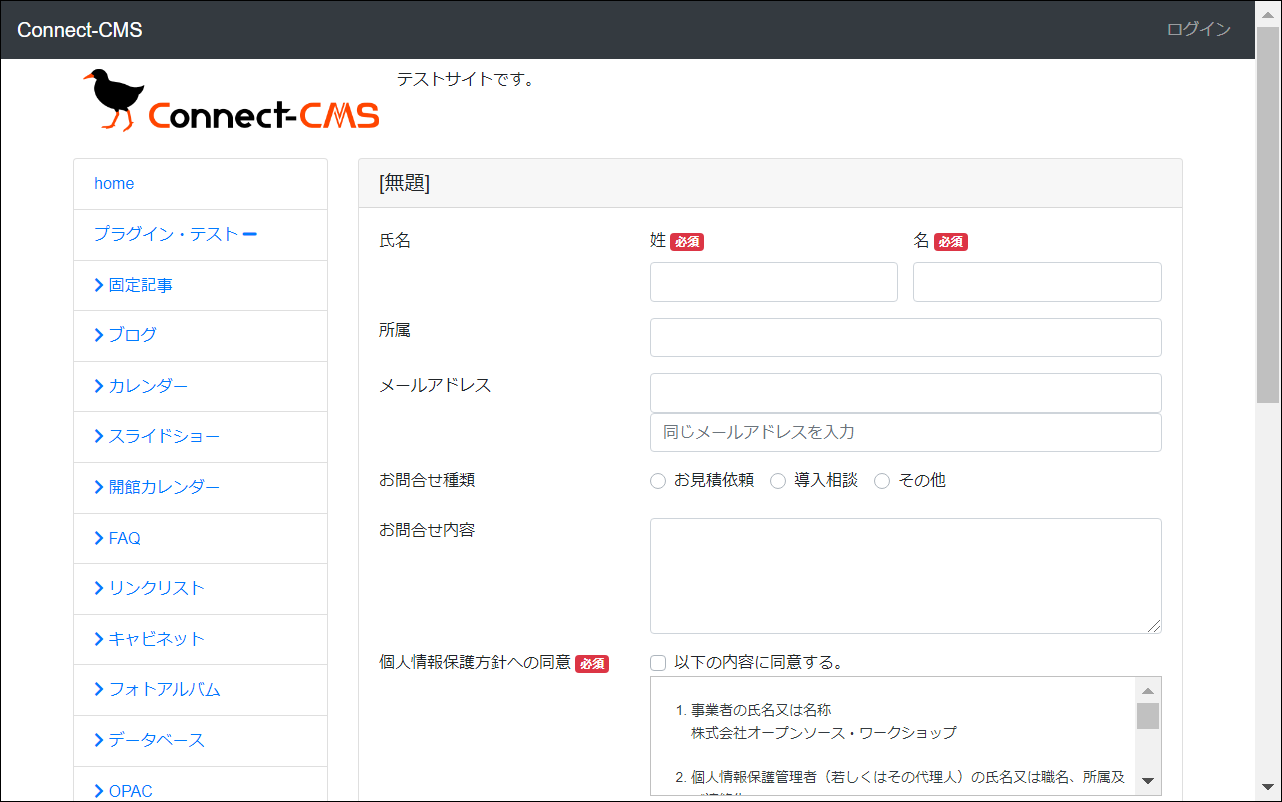 Connect-CMS
ログイン
Connect-CMS
テストサイトです。
home
プラグイン・テスト
固定記事
ブログ
カレンダー
スライドショー
開館カレンダー
FAQ
リンクリスト
キャビネット
フォトアルバム
データベース
OPAC
[無題]
氏名
姓 必須
名 必須
所属
メールアドレス
同じメールアドレスを入力
お問合せ種類
お見積依頼 導入相談 その他
お問合せ内容
個人情報保護方針への同意 必須
以下の内容に同意する。
1. 事業者の氏名又は名称
株式会社オープンソース・ワークショップ
2. 個人情報保護管理者（若しくはその代理人）の氏名又は職名、所属及